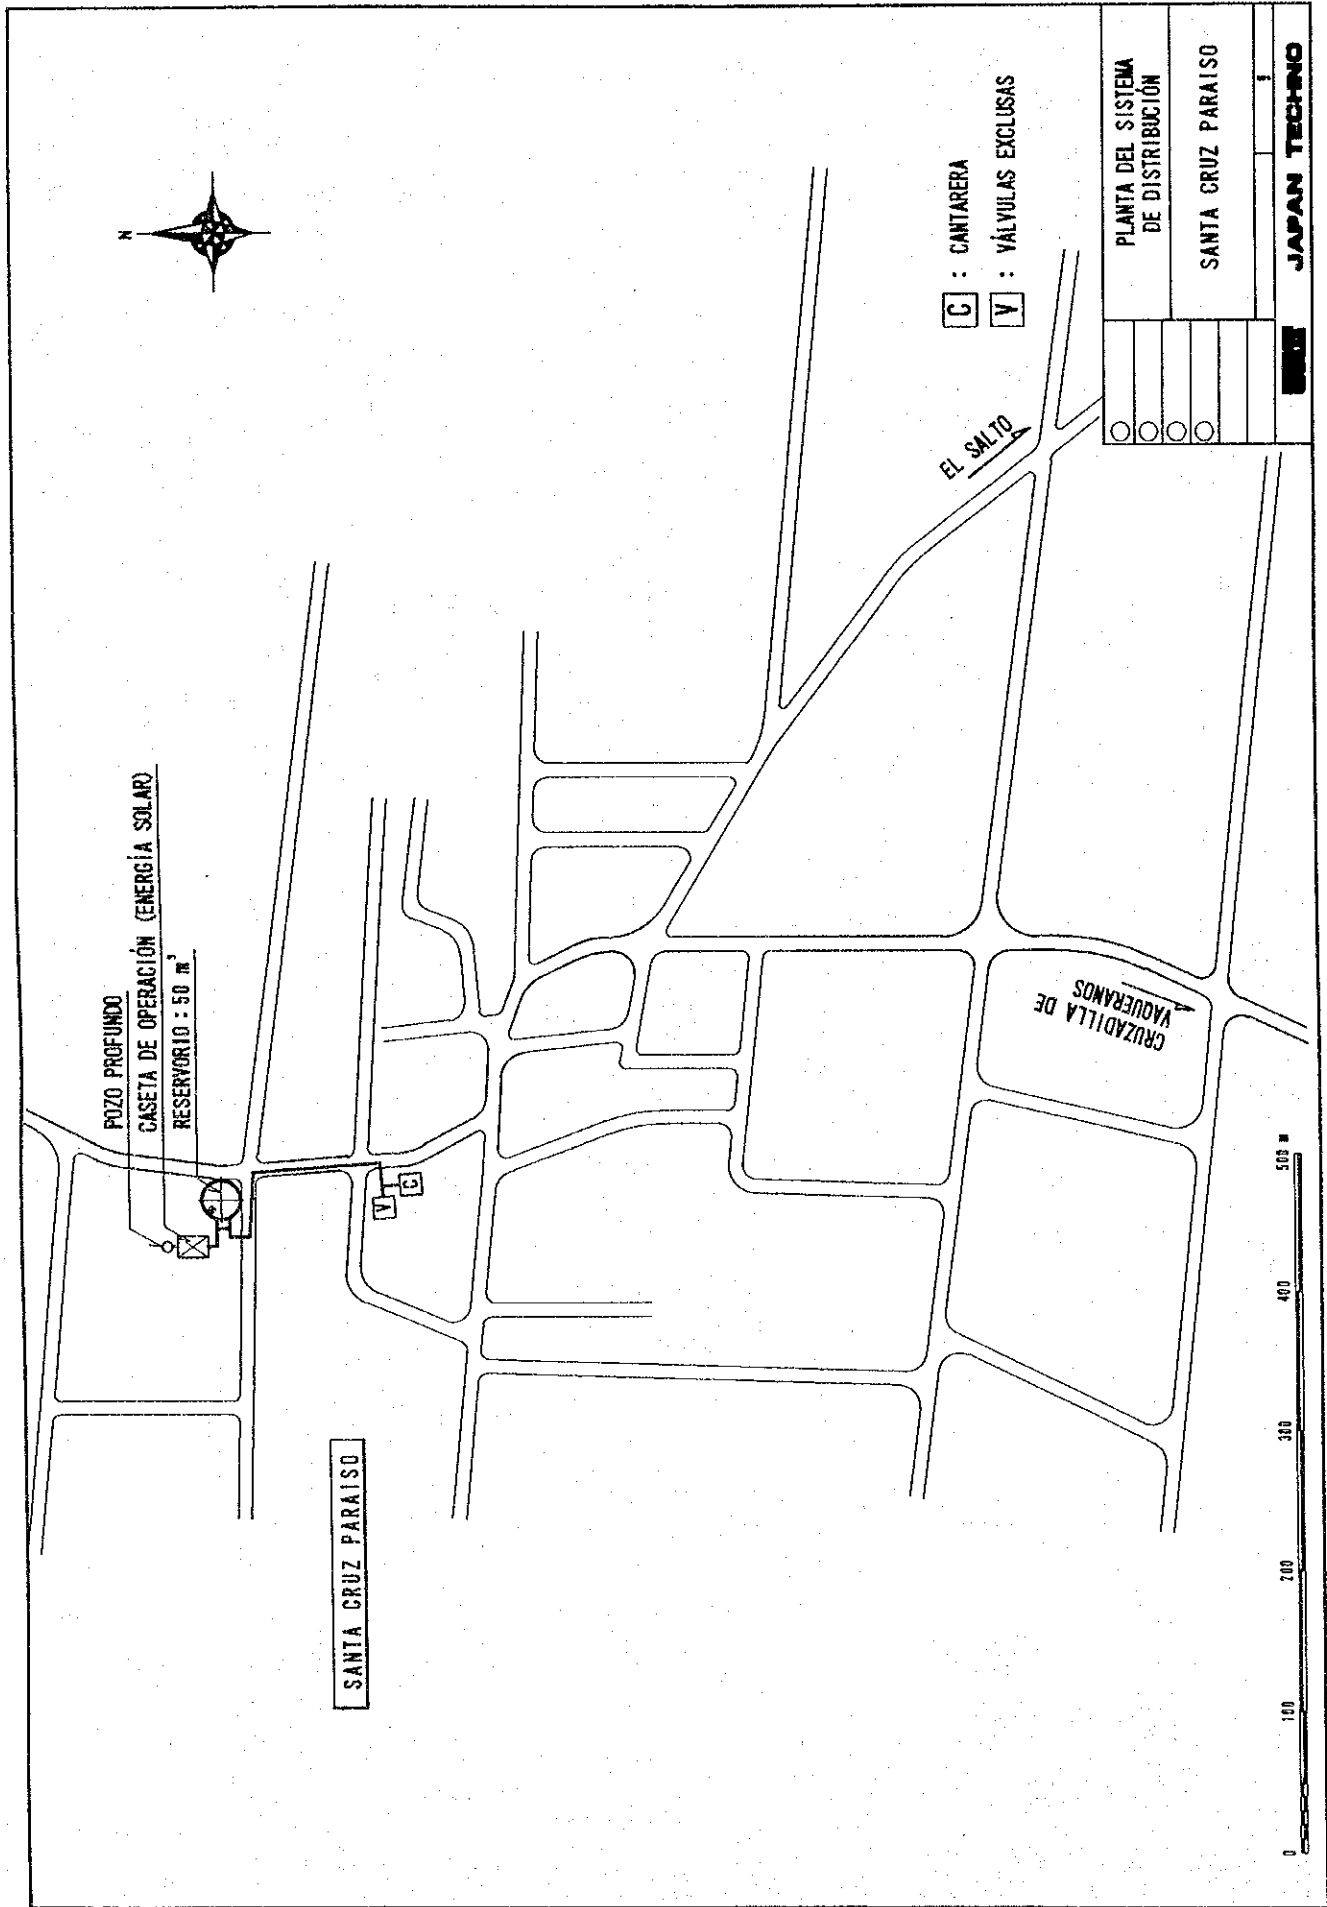 N
POZO PROFUNDO
CASETA DE OPERACIÓN (ENERGÍA SOLAR)
RESERVORIO : 50 m³
V
C
SANTA CRUZ PARAISO
EL SALTO
CRUZADILLA DE
VAQUERANOS
C : CANTARERA
V : VÁLVULAS EXCLUSAS
0 100 200 300 400 500 m
PLANTA DEL SISTEMA
DE DISTRIBUCIÓN
SANTA CRUZ PARAISO
JAPAN TECHNO